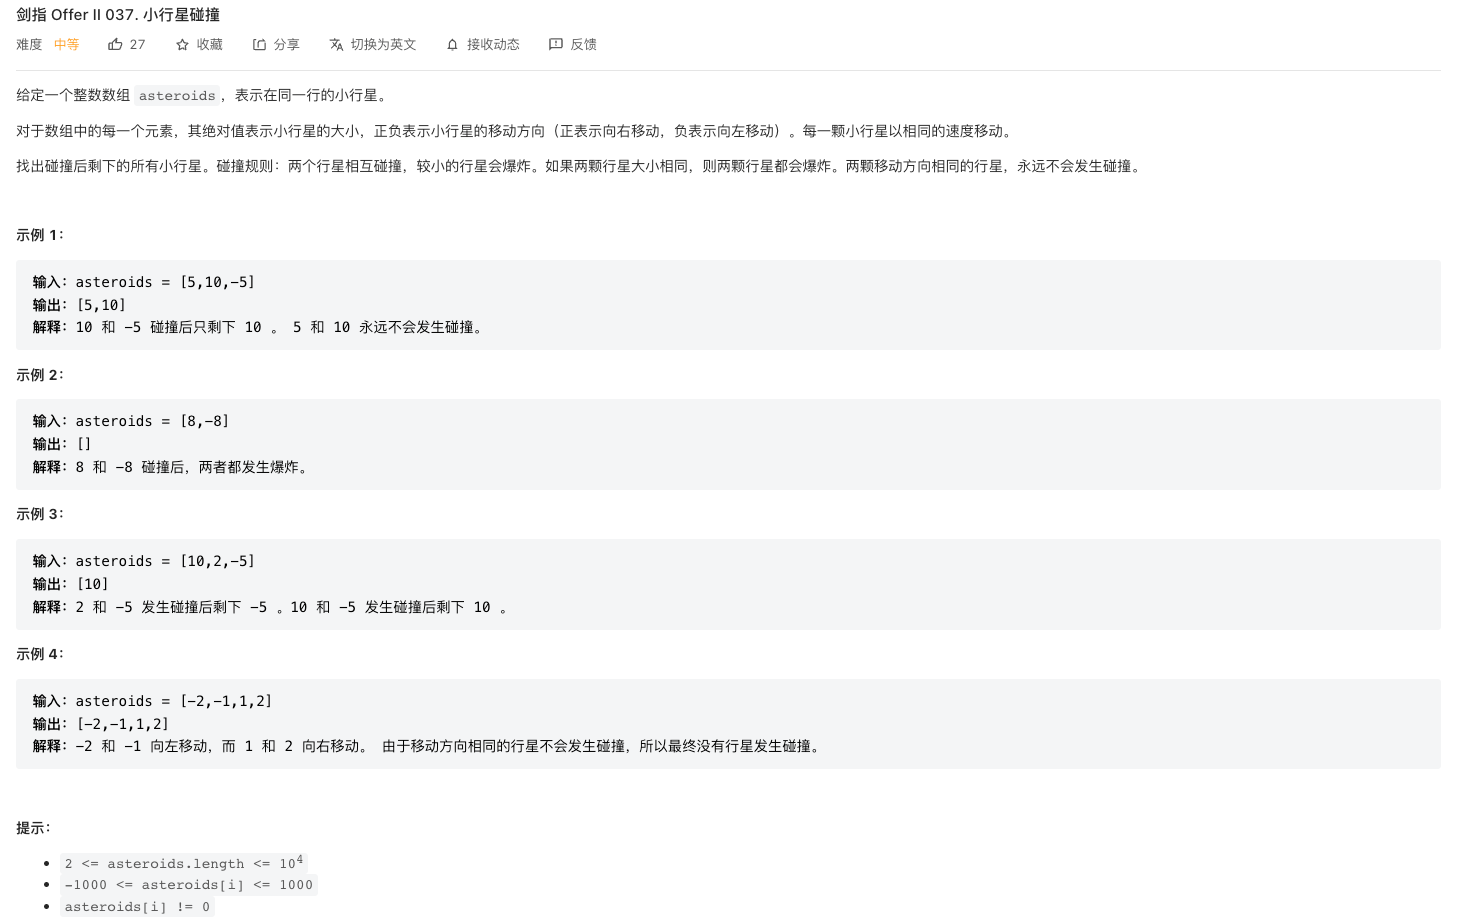 剑指 Offer II 037. 小行星碰撞
难度 中等 27 收藏 分享 切换为英文 接收动态 反馈
给定一个整数数组 asteroids，表示在同一行的小行星。
对于数组中的每一个元素，其绝对值表示小行星的大小，正负表示小行星的移动方向（正表示向右移动，负表示向左移动）。每一颗小行星以相同的速度移动。
找出碰撞后剩下的所有小行星。碰撞规则：两个行星相互碰撞，较小的行星会爆炸。如果两颗行星大小相同，则两颗行星都会爆炸。两颗移动方向相同的行星，永远不会发生碰撞。
示例 1：
输入：asteroids = [5,10,-5]
输出：[5,10]
解释：10 和 -5 碰撞后只剩下 10 。 5 和 10 永远不会发生碰撞。
示例 2：
输入：asteroids = [8,-8]
输出：[]
解释：8 和 -8 碰撞后，两者都发生爆炸。
示例 3：
输入：asteroids = [10,2,-5]
输出：[10]
解释：2 和 -5 发生碰撞后剩下 -5 。10 和 -5 发生碰撞后剩下 10 。
示例 4：
输入：asteroids = [-2,-1,1,2]
输出：[-2,-1,1,2]
解释：-2 和 -1 向左移动，而 1 和 2 向右移动。 由于移动方向相同的行星不会发生碰撞，所以最终没有行星发生碰撞。
提示：
• 2 <= asteroids.length <= 10⁴
• -1000 <= asteroids[i] <= 1000
• asteroids[i] != 0